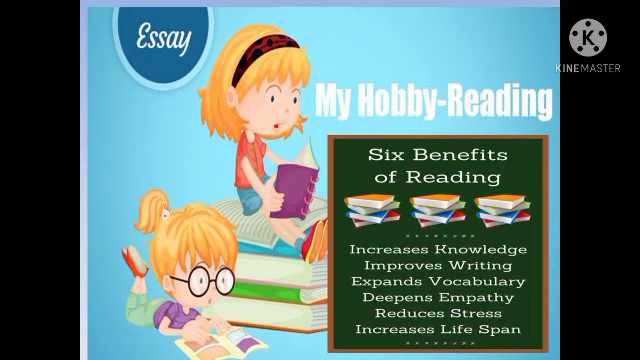 Essay
KINEMASTER
My Hobby-Reading
Six Benefits
of Reading
Increases Knowledge
Improves Writing
Expands Vocabulary
Deepens Empathy
Reduces Stress
Increases Life Span